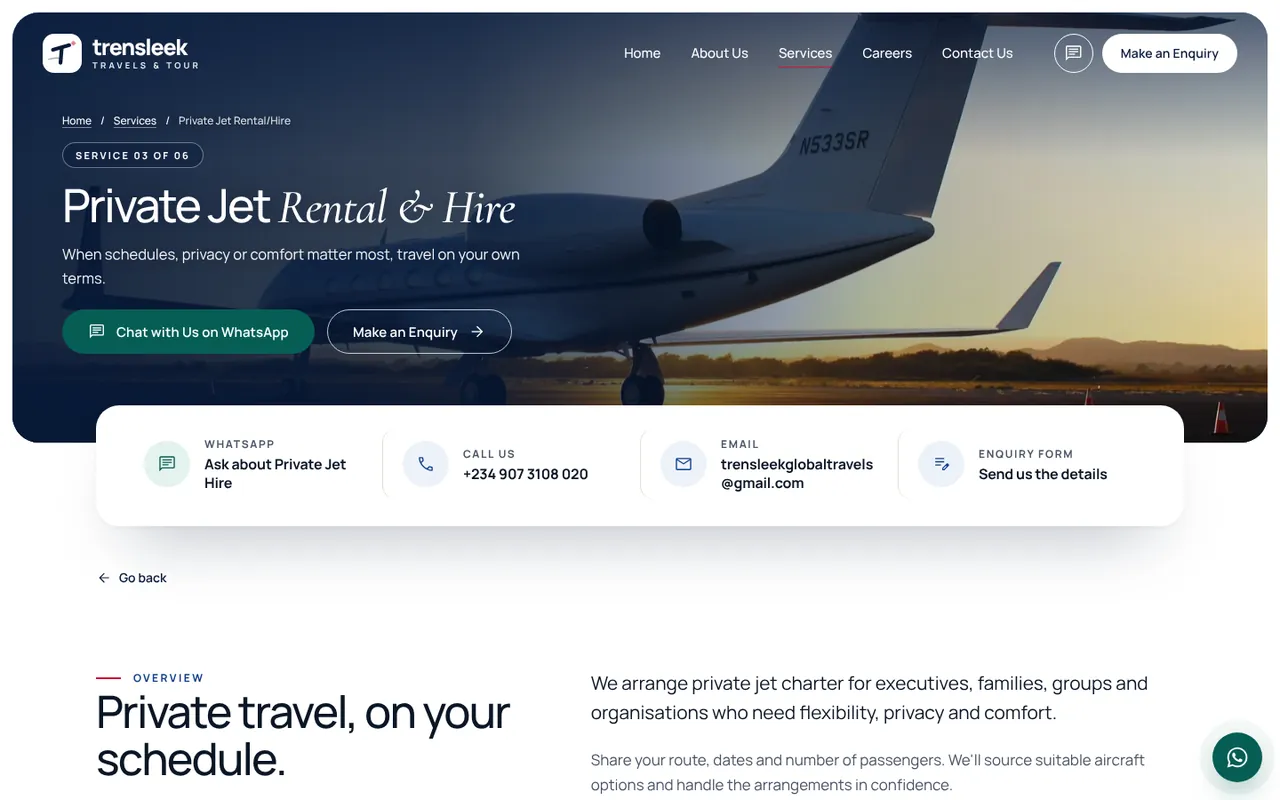 trensleek
TRAVELS & TOUR
Home
About Us
Services
Careers
Contact Us
Make an Enquiry
Home / Services / Private Jet Rental/Hire
SERVICE 03 OF 06
N533SR
Private Jet Rental & Hire
When schedules, privacy or comfort matter most, travel on your own
terms.
Chat with Us on WhatsApp
Make an Enquiry
WHATSAPP
Ask about Private Jet
Hire
CALL US
+234 907 3108 020
EMAIL
trensleekglobaltravels
@gmail.com
ENQUIRY FORM
Send us the details
Go back
OVERVIEW
Private travel, on your
schedule.
We arrange private jet charter for executives, families, groups and
organisations who need flexibility, privacy and comfort.
Share your route, dates and number of passengers. We'll source suitable aircraft
options and handle the arrangements in confidence.